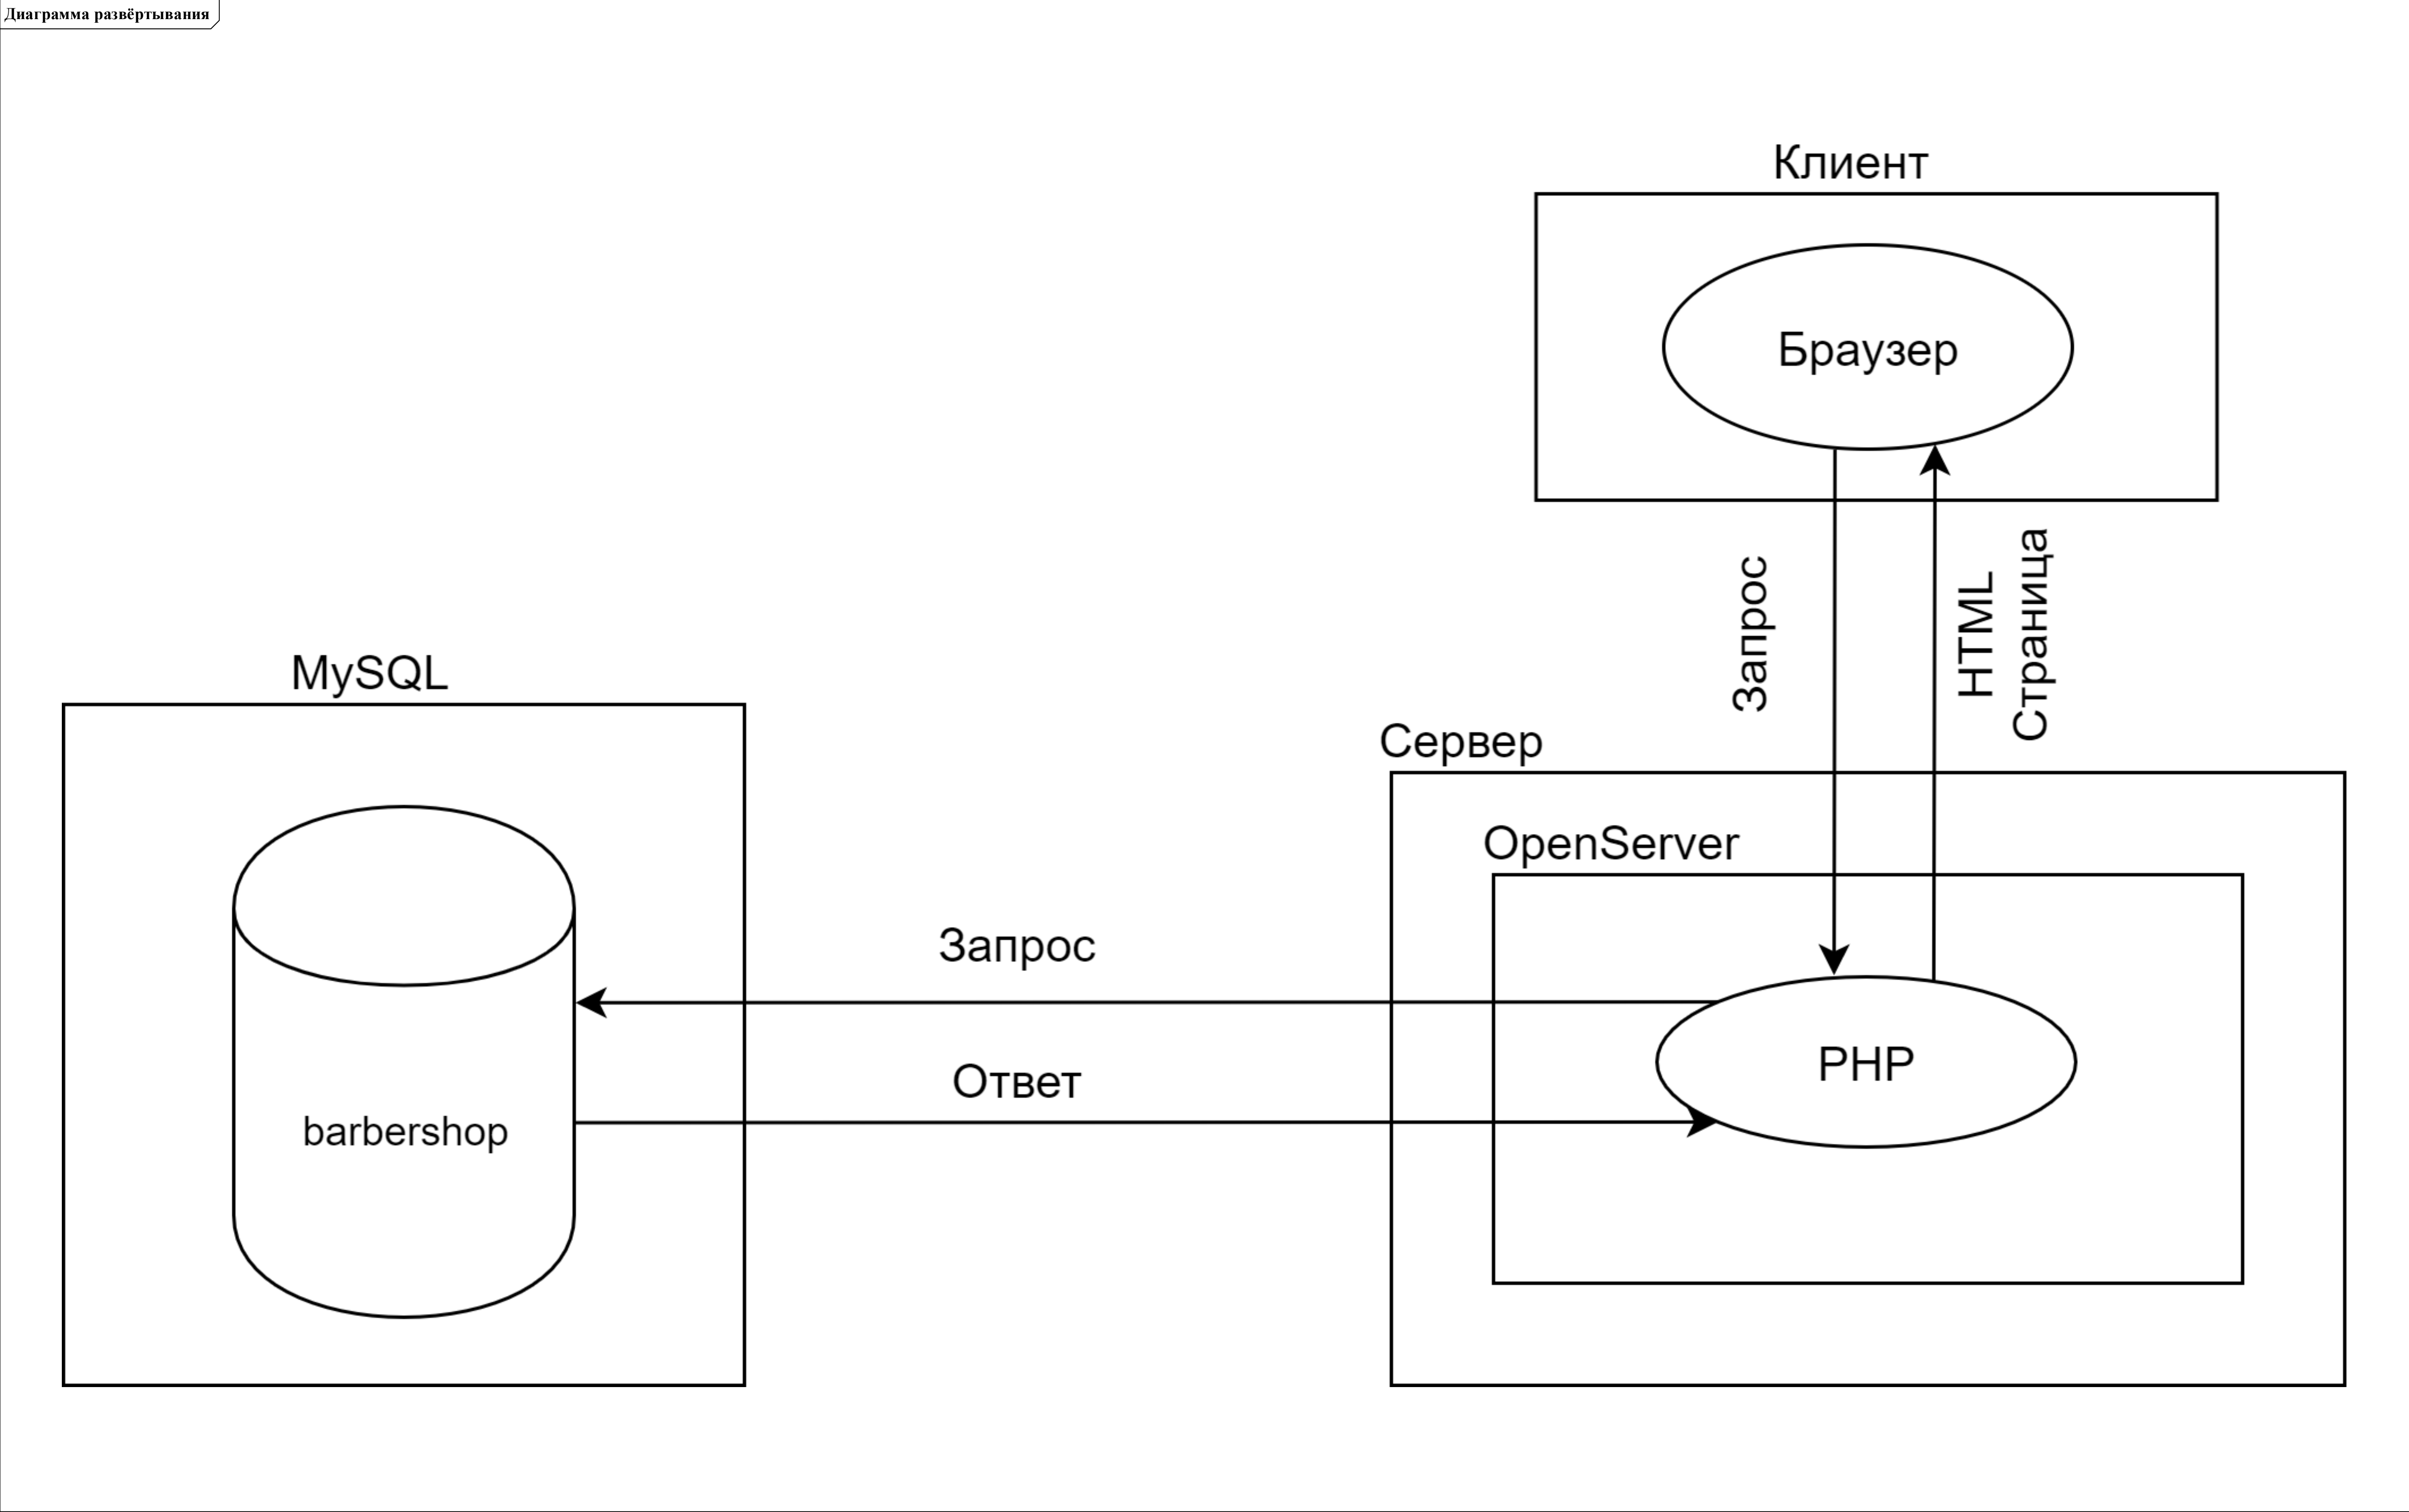 Диаграмма развёртывания
Клиент
Браузер
Запрос
HTML
Страница
MySQL
Сервер
OpenServer
Запрос
Ответ
PHP
barbershop